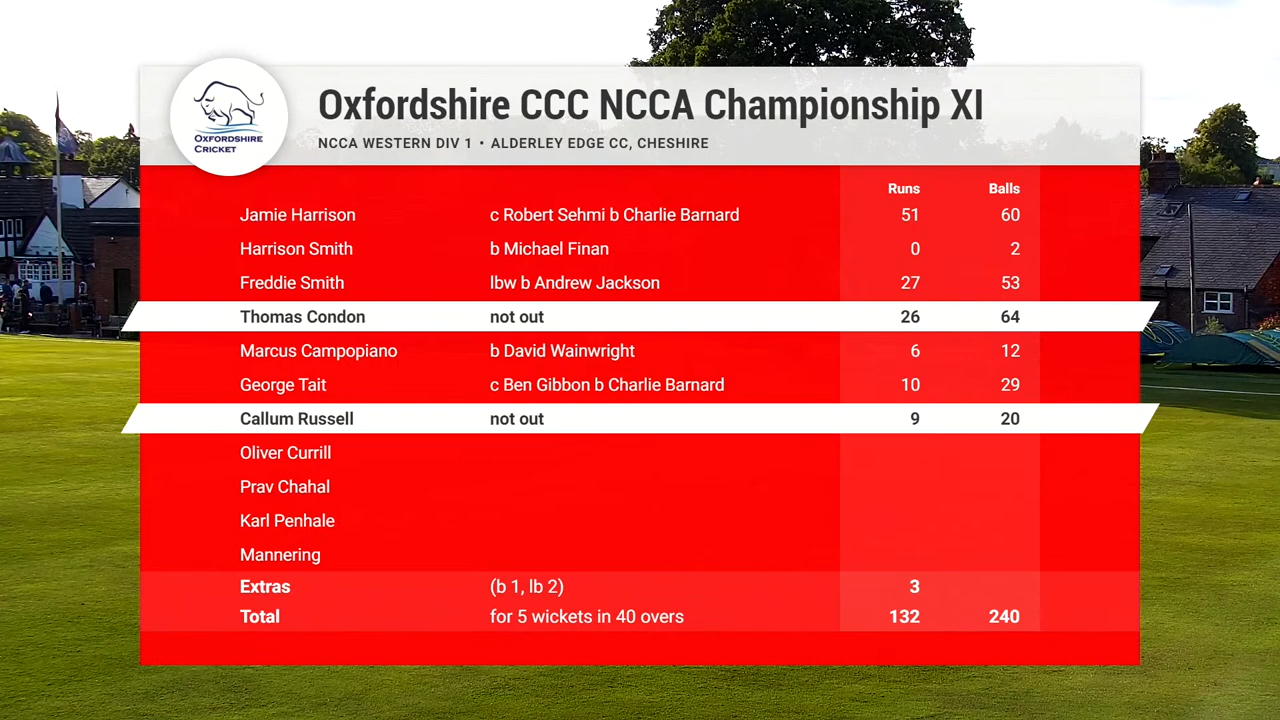 Oxfordshire CCC NCCA Championship XI
NCCA WESTERN DIV 1 • ALDERLEY EDGE CC, CHESHIRE
OXFORDSHIRE
CRICKET
Runs Balls
Jamie Harrison c Robert Sehmi b Charlie Barnard 51 60
Harrison Smith b Michael Finan 0 2
Freddie Smith lbw b Andrew Jackson 27 53
Thomas Condon not out 26 64
Marcus Campopiano b David Wainwright 6 12
George Tait c Ben Gibbon b Charlie Barnard 10 29
Callum Russell not out 9 20
Oliver Currill
Prav Chahal
Karl Penhale
Mannering
Extras (b 1, lb 2) 3
Total for 5 wickets in 40 overs 132 240